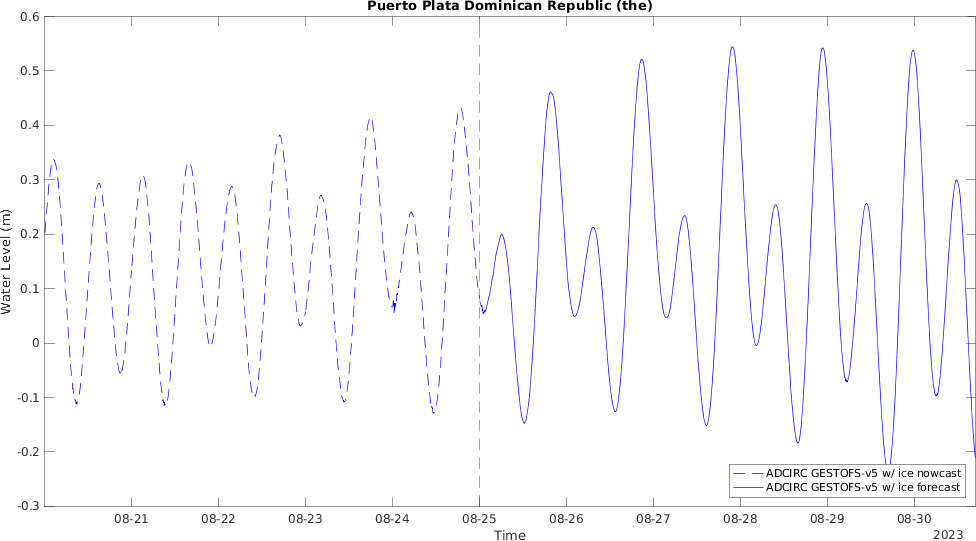 Puerto Plata Dominican Republic (the)
0.6
0.5
0.4
0.3
0.2
0.1
0
-0.1
-0.2
-0.3
Water Level (m)
08-21 08-22 08-23 08-24 08-25 08-26 08-27 08-28 08-29 08-30
Time
2023
ADCIRC GESTOFS-v5 w/ ice nowcast
ADCIRC GESTOFS-v5 w/ ice forecast